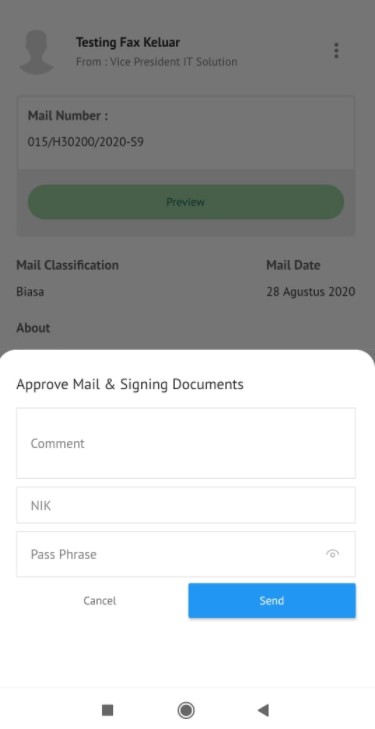 Testing Fax Keluar
From : Vice President IT Solution
Mail Number :
015/H30200/2020-S9
Preview
Mail Classification
Mail Date
Biasa
28 Agustus 2020
About
Approve Mail & Signing Documents
Comment
NIK
Pass Phrase
Cancel
Send